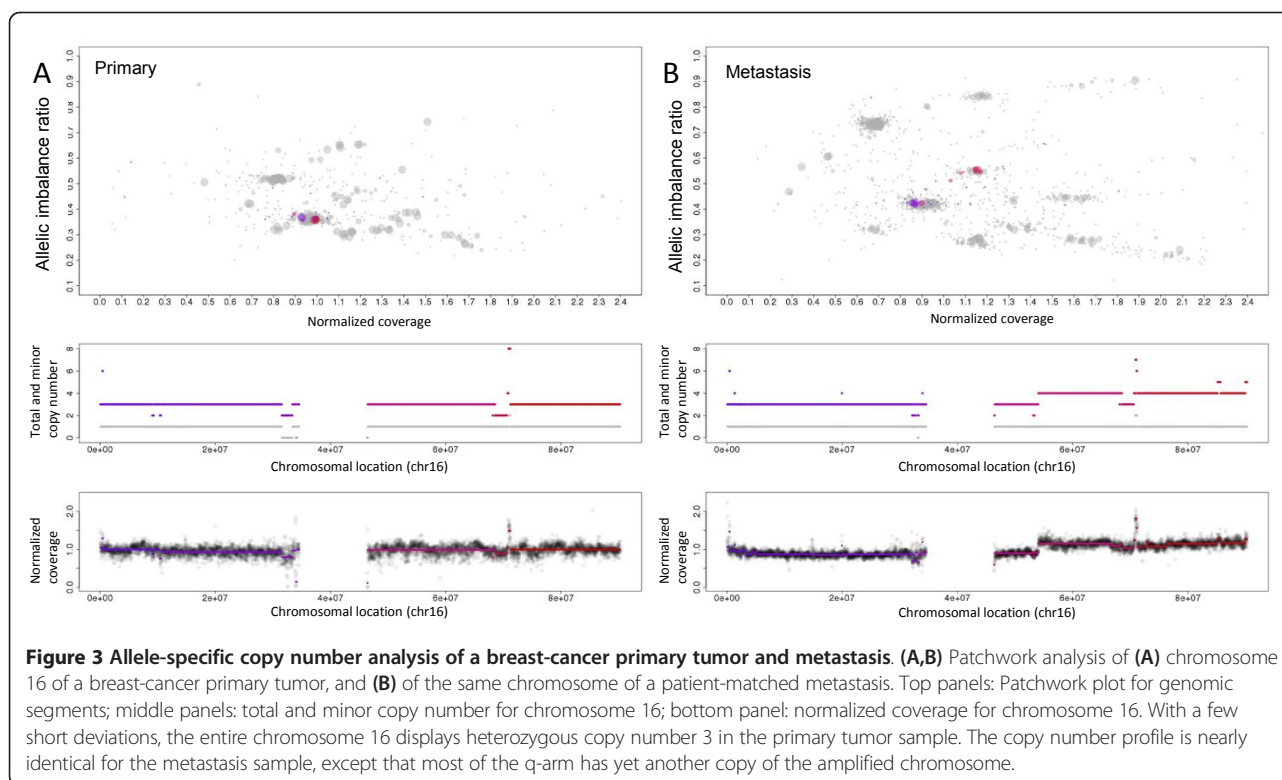 A
Primary
Allelic imbalance ratio
0.1 0.2 0.3 0.4 0.5 0.6 0.7 0.8 0.9 1.0
0.0 0.1 0.2 0.3 0.4 0.5 0.6 0.7 0.8 0.9 1.0 1.1 1.2 1.3 1.4 1.5 1.6 1.7 1.8 1.9 2.0 2.1 2.2 2.3 2.4
Normalized coverage
Total and minor
copy number
0 2 4 6 8
0e+00 2e+07 4e+07 6e+07 8e+07
Chromosomal location (chr16)
Normalized
coverage
0.0 1.0 2.0
0e+00 2e+07 4e+07 6e+07 8e+07
Chromosomal location (chr16)
B
Metastasis
Allelic imbalance ratio
0.1 0.2 0.3 0.4 0.5 0.6 0.7 0.8 0.9 1.0
0.0 0.1 0.2 0.3 0.4 0.5 0.6 0.7 0.8 0.9 1.0 1.1 1.2 1.3 1.4 1.5 1.6 1.7 1.8 1.9 2.0 2.1 2.2 2.3 2.4
Normalized coverage
Total and minor
copy number
0 2 4 6 8
0e+00 2e+07 4e+07 6e+07 8e+07
Chromosomal location (chr16)
Normalized
coverage
0.0 1.0 2.0
0e+00 2e+07 4e+07 6e+07 8e+07
Chromosomal location (chr16)
Figure 3 Allele-specific copy number analysis of a breast-cancer primary tumor and metastasis. (A,B) Patchwork analysis of (A) chromosome
16 of a breast-cancer primary tumor, and (B) of the same chromosome of a patient-matched metastasis. Top panels: Patchwork plot for genomic
segments; middle panels: total and minor copy number for chromosome 16; bottom panel: normalized coverage for chromosome 16. With a few
short deviations, the entire chromosome 16 displays heterozygous copy number 3 in the primary tumor sample. The copy number profile is nearly
identical for the metastasis sample, except that most of the q-arm has yet another copy of the amplified chromosome.